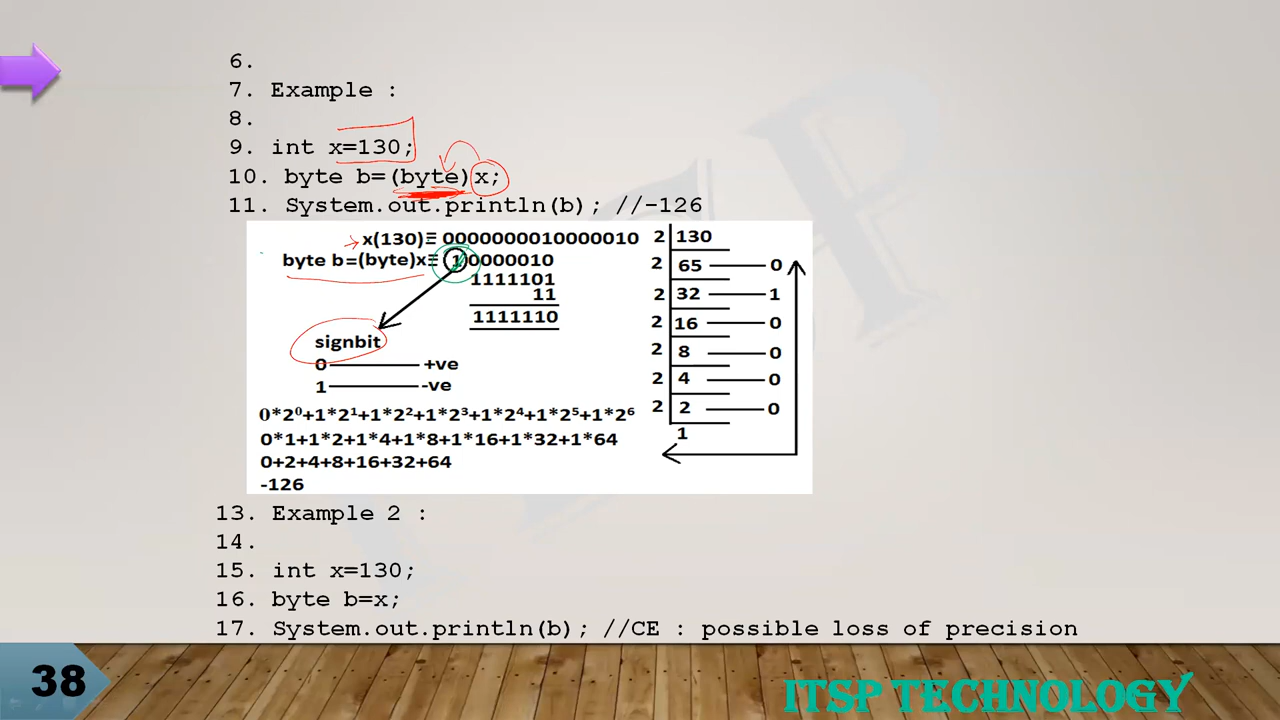 6.
7. Example :
8.
9. int x=130;
10. byte b=(byte)x;
11. System.out.println(b); //-126
x(130)≡ 0000000010000010
byte b=(byte)x≡ 10000010
1111101
11
1111110
signbit
0 +ve
1 -ve
0*2⁰+1*2¹+1*2²+1*2³+1*2⁴+1*2⁵+1*2⁶
0*1+1*2+1*4+1*8+1*16+1*32+1*64
0+2+4+8+16+32+64
-126
2 130
2 65 0
2 32 1
2 16 0
2 8 0
2 4 0
2 2 0
1
13. Example 2 :
14.
15. int x=130;
16. byte b=x;
17. System.out.println(b); //CE : possible loss of precision
38
ITSP TECHNOLOGY